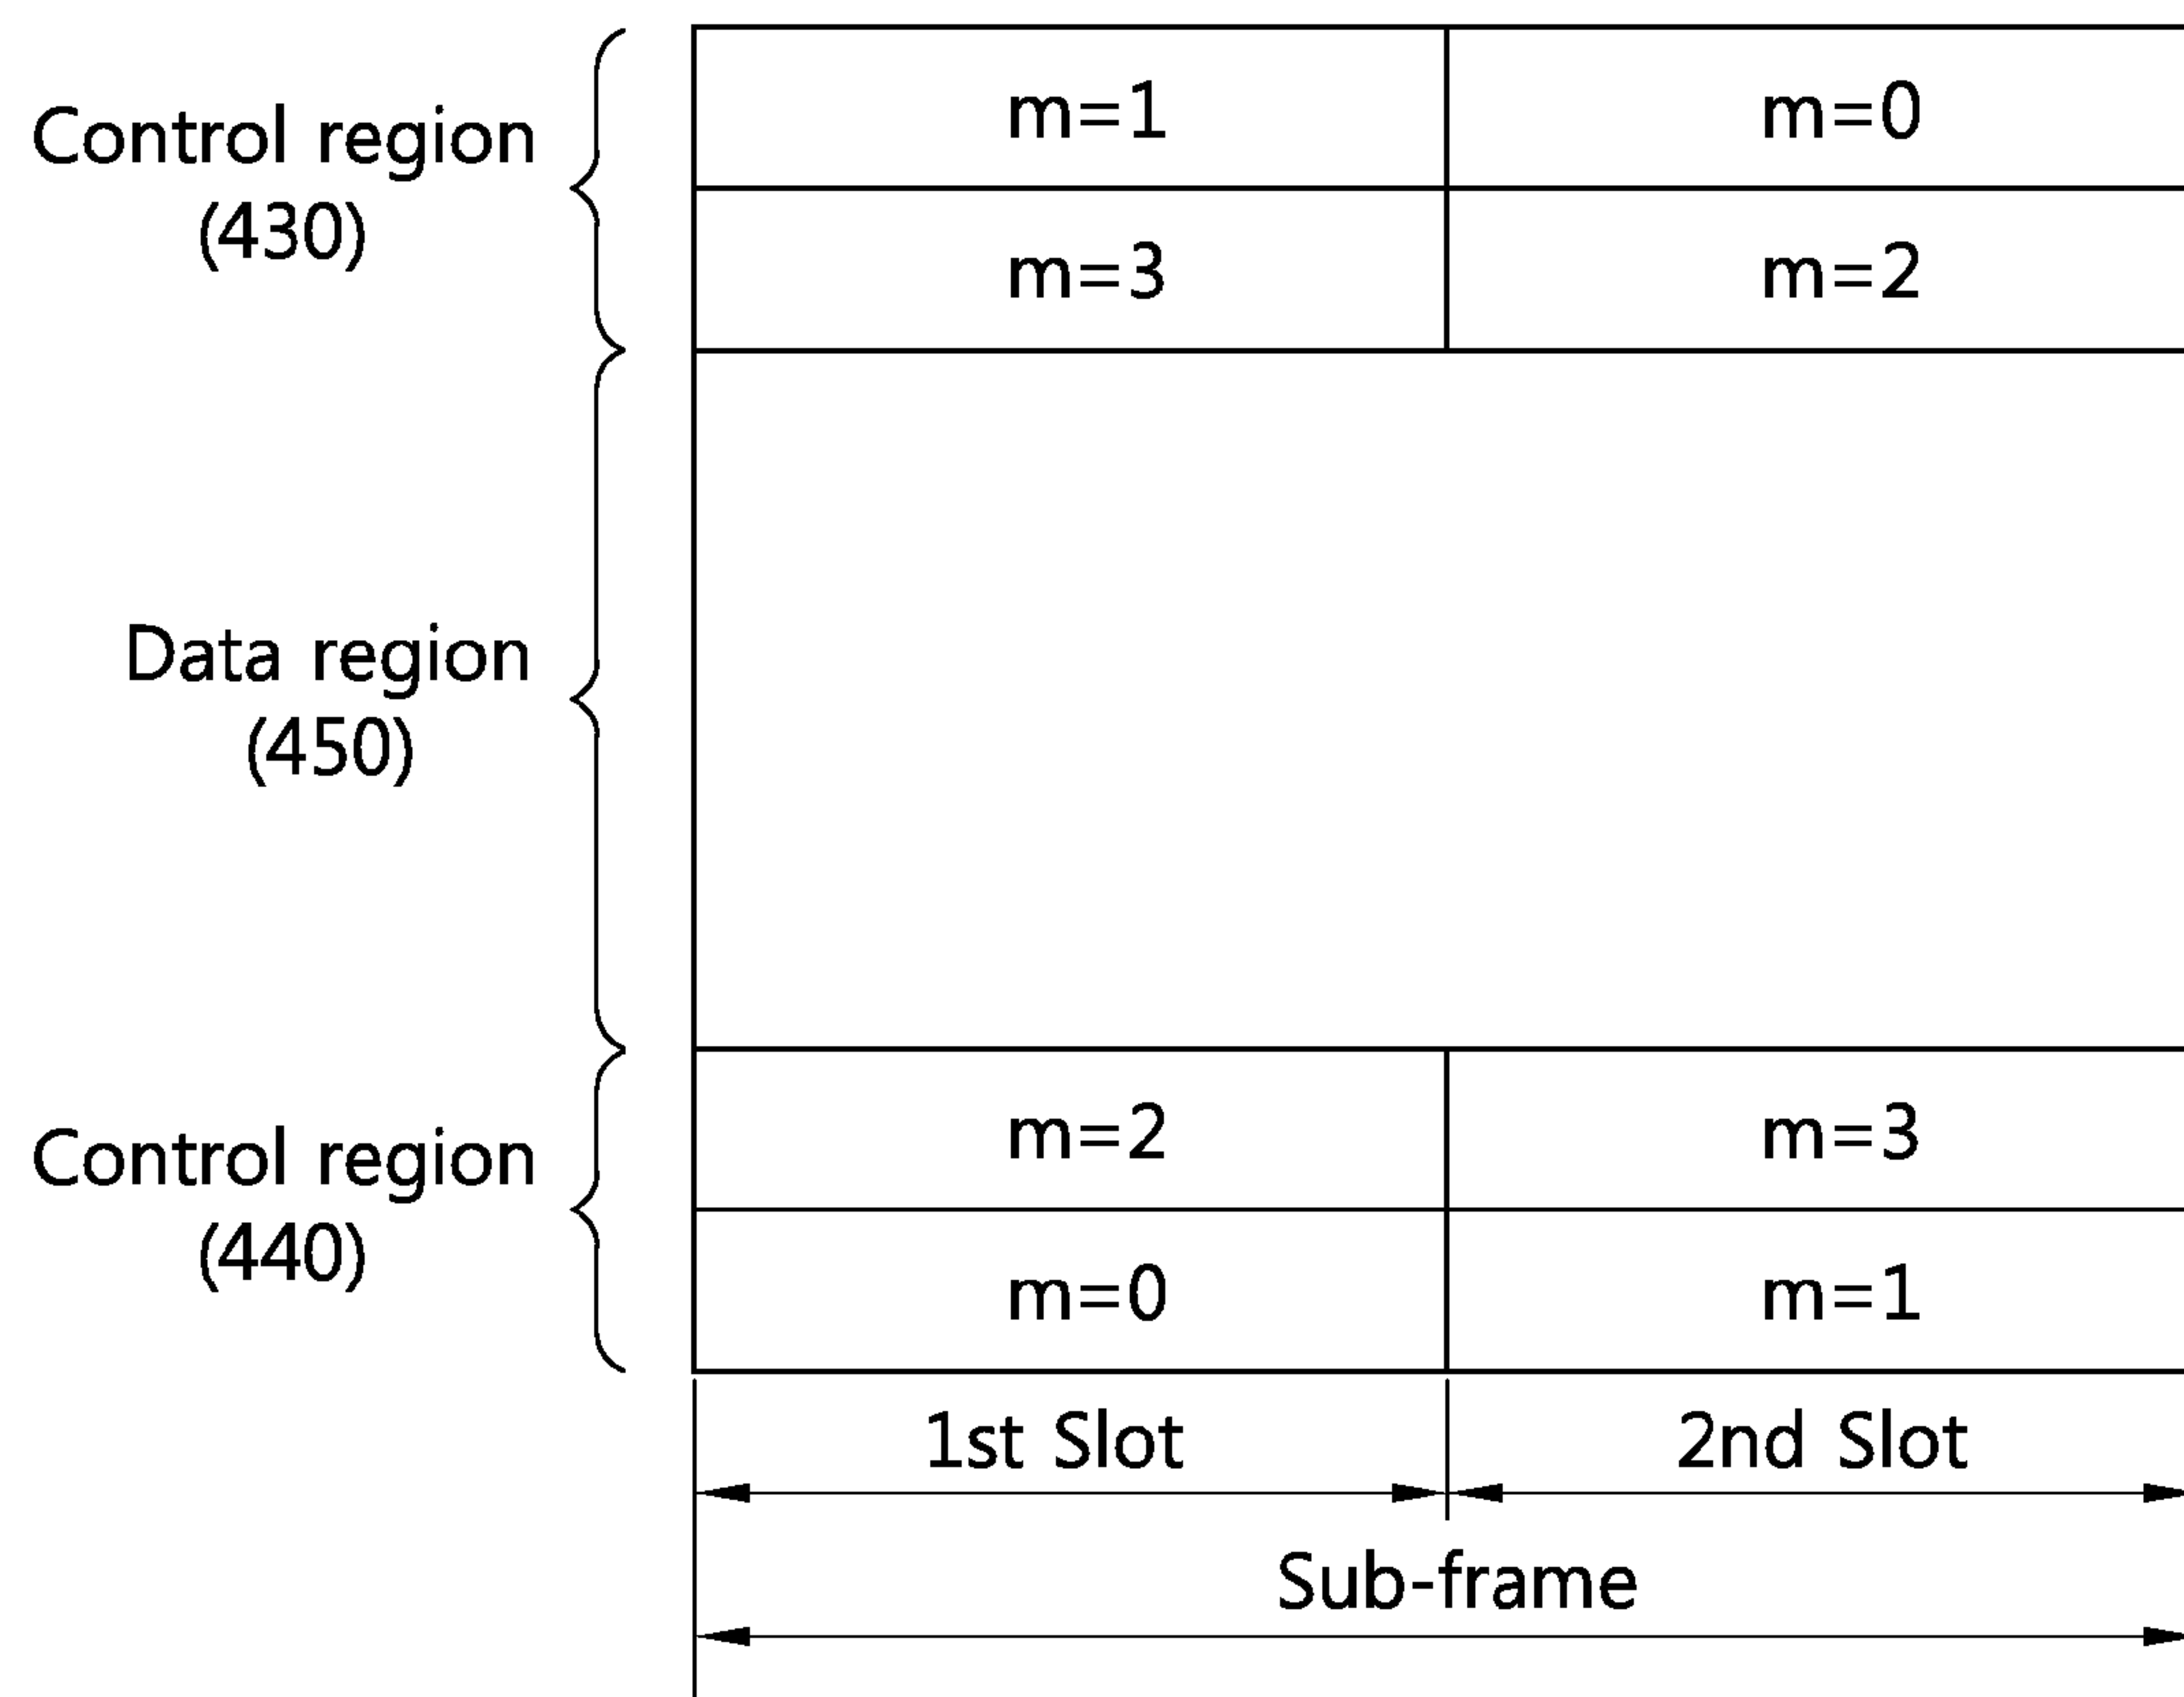 Control region
(430)
m=1 m=0
m=3 m=2
Data region
(450)
Control region
(440)
m=2 m=3
m=0 m=1
1st Slot 2nd Slot
Sub-frame